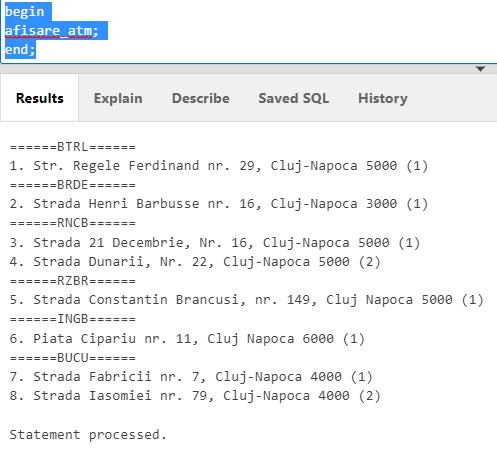 begin
afisare_atm;
end;
Results Explain Describe Saved SQL History
======BTRL======
1. Str. Regele Ferdinand nr. 29, Cluj-Napoca 5000 (1)
======BRDE======
2. Strada Henri Barbusse nr. 16, Cluj-Napoca 3000 (1)
======RNCB======
3. Strada 21 Decembrie, Nr. 16, Cluj-Napoca 5000 (1)
4. Strada Dunarii, Nr. 22, Cluj-Napoca 5000 (2)
======RZBR======
5. Strada Constantin Brancusi, nr. 149, Cluj Napoca 5000 (1)
======INGB======
6. Piata Cipariu nr. 11, Cluj Napoca 6000 (1)
======BUCU======
7. Strada Fabricii nr. 7, Cluj-Napoca 4000 (1)
8. Strada Iasomiei nr. 79, Cluj-Napoca 4000 (2)
Statement processed.